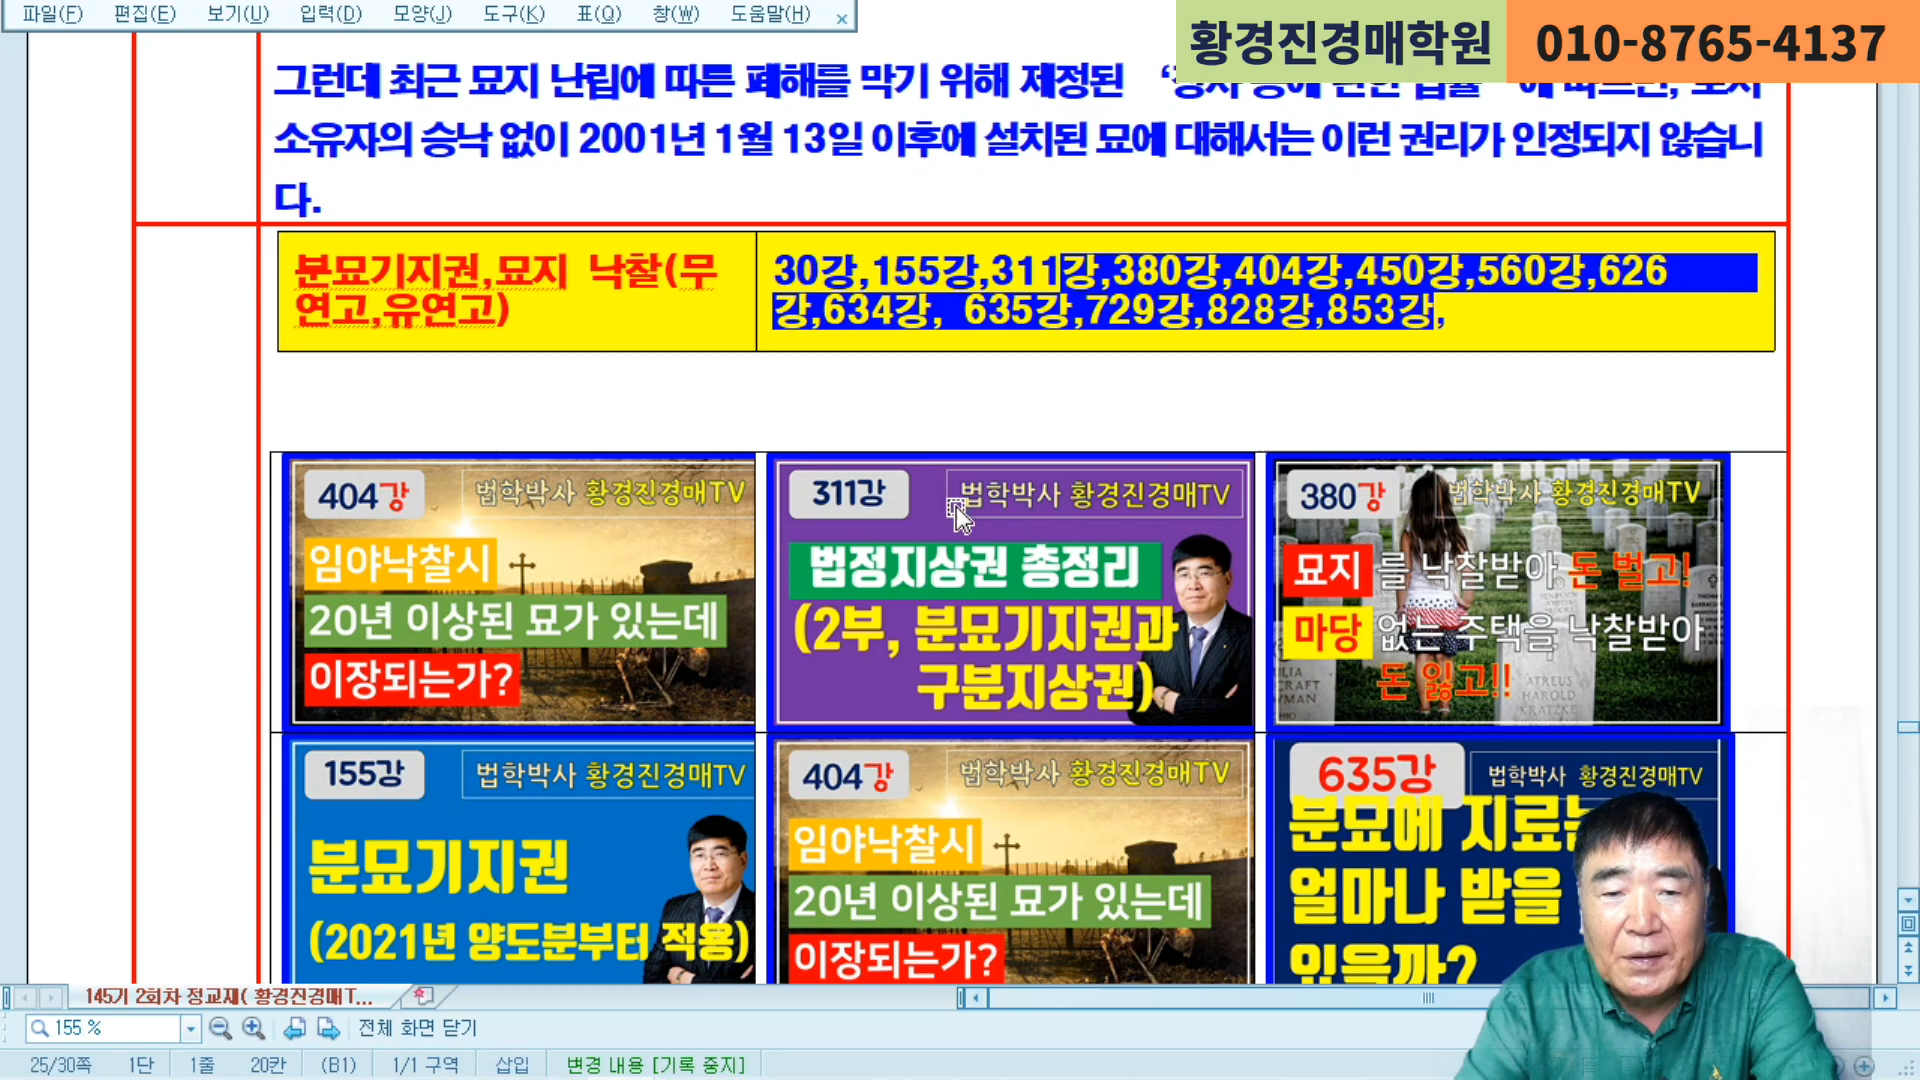 파일(F) 편집(E) 보기(U) 입력(D) 모양(J) 도구(K) 표(Q) 창(W) 도움말(H)
황경진경매학원 010-8765-4137
그런데 최근 묘지 난립에 따른 폐해를 막기 위해 제정된
소유자의 승낙 없이 2001년 1월 13일 이후에 설치된 묘에 대해서는 이런 권리가 인정되지 않습니
다.
분묘기지권,묘지 낙찰(무
연고,유연고)
30강,155강,311강,380강,404강,450강,560강,626
강,634강, 635강,729강,828강,853강,
404강 법학박사 황경진경매TV
임야낙찰시
20년 이상된 묘가 있는데
이장되는가?
311강 법학박사 황경진경매TV
법정지상권 총정리
(2부, 분묘기지권과
구분지상권)
380강 법학박사 황경진경매TV
묘지를 낙찰받아 돈 벌고!
마당 없는 주택을 낙찰받아
돈 잃고!!
ATREUS
HAROLD
KRATZKE
155강 법학박사 황경진경매TV
분묘기지권
(2021년 양도분부터 적용)
404강 법학박사 황경진경매TV
임야낙찰시
20년 이상된 묘가 있는데
이장되는가?
635강 법학박사 황경진경매TV
분묘에 지료는
얼마나 받을
있을까?
145기 2회차 정교재( 황경진경매T...
155 % 전체 화면 닫기
25/30쪽 1단 1줄 20칸 (B1) 1/1 구역 삽입 변경 내용 [기록 중지]